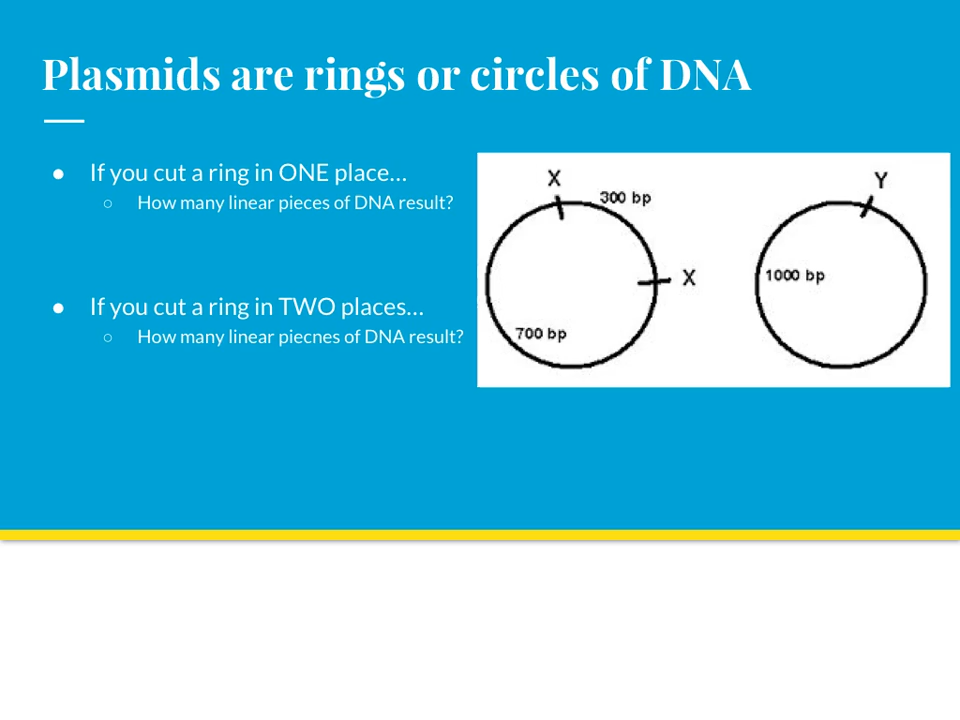 Plasmids are rings or circles of DNA
● If you cut a ring in ONE place...
○ How many linear pieces of DNA result?
● If you cut a ring in TWO places...
○ How many linear piecnes of DNA result?
X
300 bp
X
700 bp
Y
1000 bp